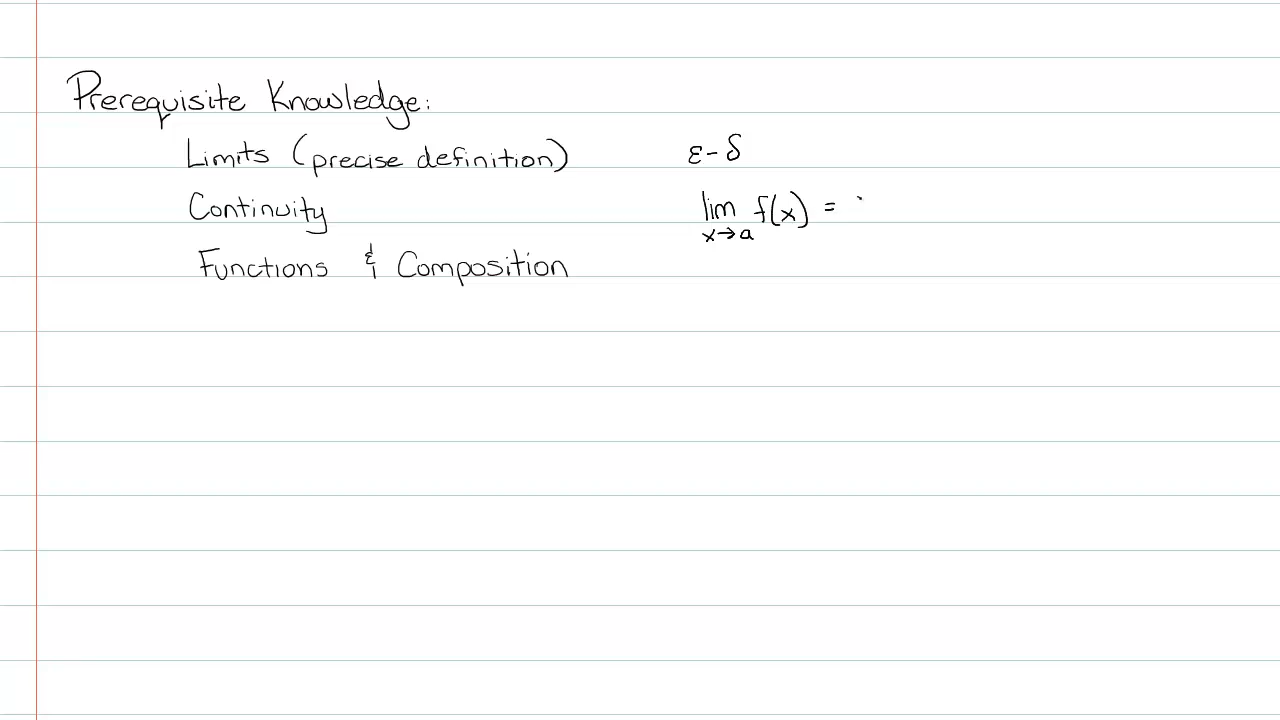 Prerequisite Knowledge:
Limits (precise definition) ε-δ
Continuity lim x→a f(x) =
Functions & Composition